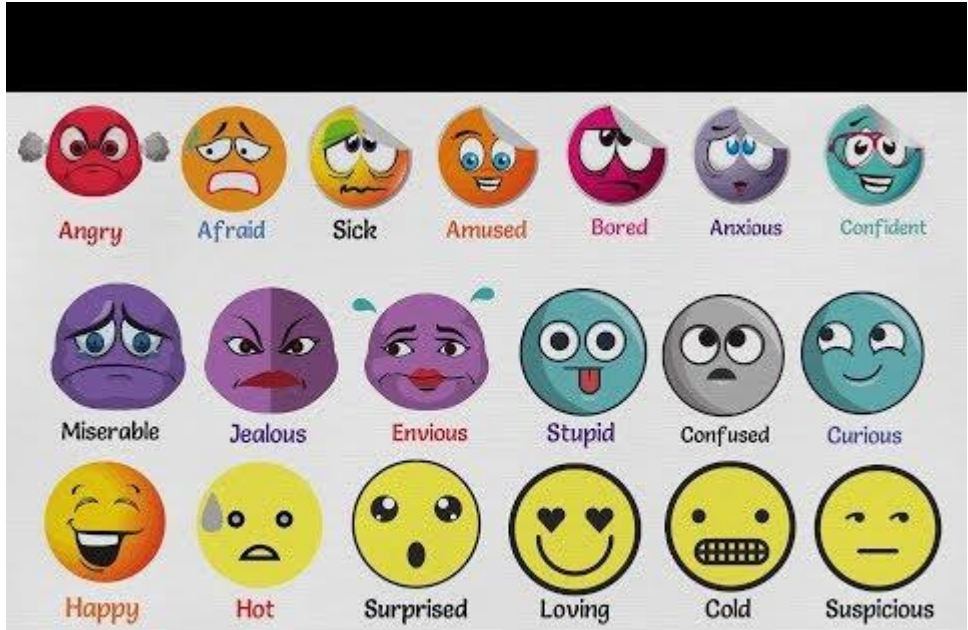 Angry Afraid Sick Amused Bored Anxious Confident
Miserable Jealous Envious Stupid Confused Curious
Happy Hot Surprised Loving Cold Suspicious